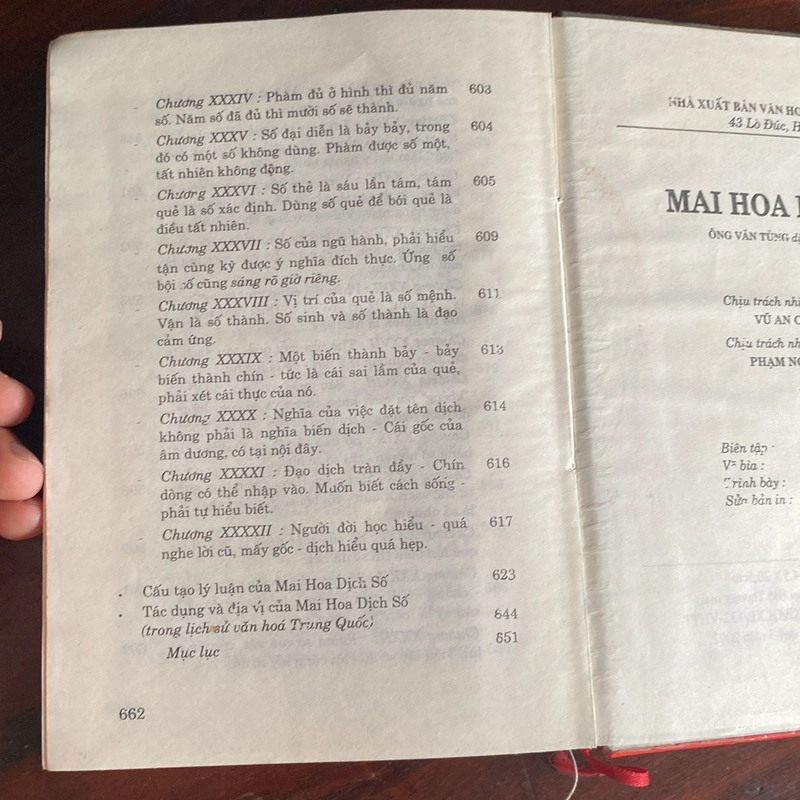 Chương XXXIV : Phàm đủ ở hình thì đủ năm 603
số. Năm số đã đủ thì mười số sẽ thành.
Chương XXXV : Số đại diễn là bảy bảy, trong 604
đó có một số không dùng. Phàm được số một,
tất nhiên không động.
Chương XXXVI : Số thẻ là sáu lần tám, tám 605
quẻ là số xác định. Dùng số quẻ để bói quẻ là
điều tất nhiên.
Chương XXXVII : Số của ngũ hành, phải hiểu 609
tận cùng kỳ được ý nghĩa đích thực. Ứng số
bội số cũng sáng rõ giờ riêng.
Chương XXXVIII : Vị trí của quẻ là số mệnh. 611
Vận là số thành. Số sinh và số thành là đạo
cảm ứng.
Chương XXXIX : Một biến thành bảy - bảy 613
biến thành chín - tức là cái sai lầm của quẻ,
phải xét cái thực của nó.
Chương XXXX : Nghĩa của việc đặt tên dịch 614
không phải là nghĩa biến dịch - Cái gốc của
âm dương, có tại nội đây.
Chương XXXXI : Đạo dịch tràn đầy - Chín 616
dòng có thể nhập vào. Muốn biết cách sống -
phải tự hiểu biết.
Chương XXXXII : Người đời học hiểu - quá 617
nghe lời cũ, mấy gốc - dịch hiểu quá hẹp.
. Cấu tạo lý luận của Mai Hoa Dịch Số 623
. Tác dụng và địa vị của Mai Hoa Dịch Số 644
(trong lịch sử văn hoá Trung Quốc)
Mục lục 651
662
NHÀ XUẤT BẢN VĂN
43 Lò Đúc,
MAI HOA
ÔNG VĂN TÙNG
Chịu trách
VŨ AN
Chịu trách
PHẠM
Biên tập
Vẽ bìa :
Trình bày :
Sửa bản in :